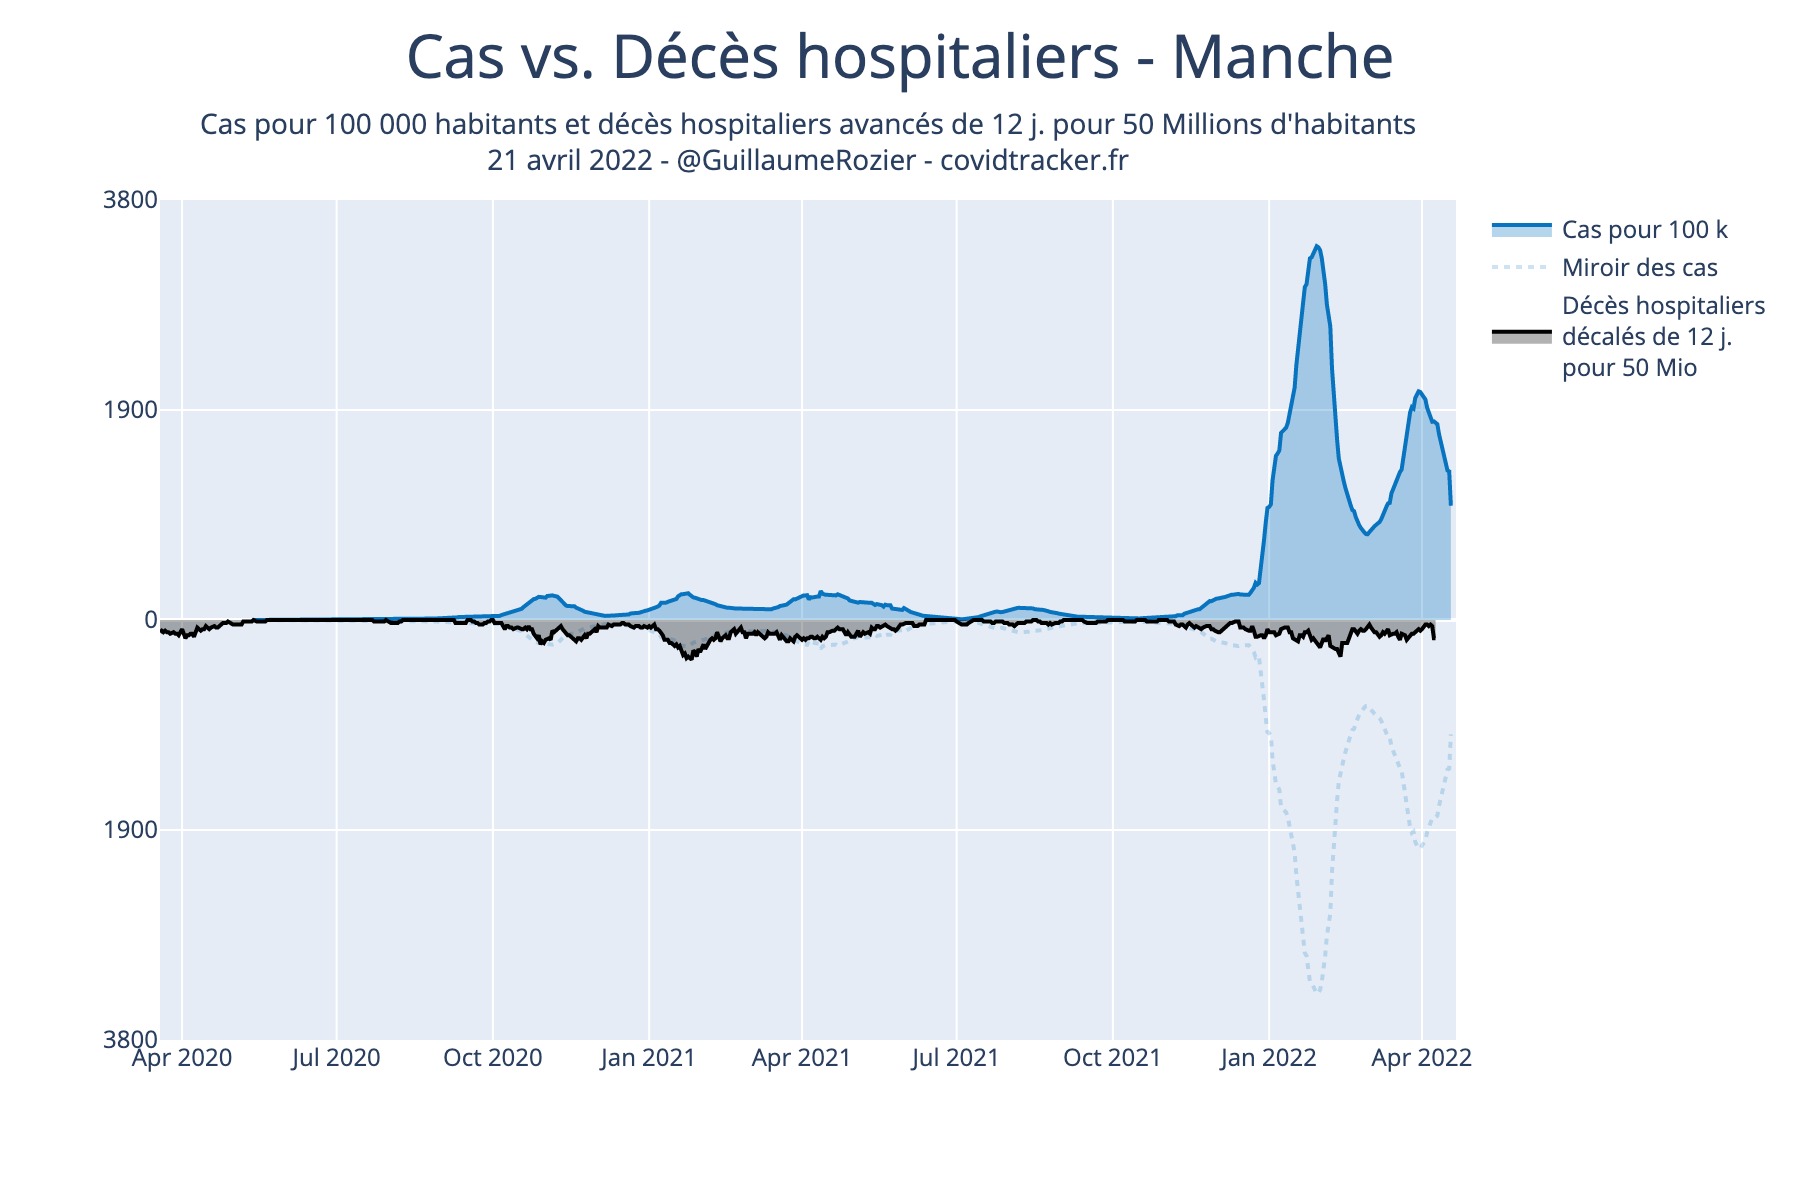 Cas vs. Décès hospitaliers - Manche
Cas pour 100 000 habitants et décès hospitaliers avancés de 12 j. pour 50 Millions d'habitants
21 avril 2022 - @GuillaumeRozier - covidtracker.fr
3800
1900
0
1900
3800
Apr 2020
Jul 2020
Oct 2020
Jan 2021
Apr 2021
Jul 2021
Oct 2021
Jan 2022
Apr 2022
Cas pour 100 k
Miroir des cas
Décès hospitaliers
décalés de 12 j.
pour 50 Mio